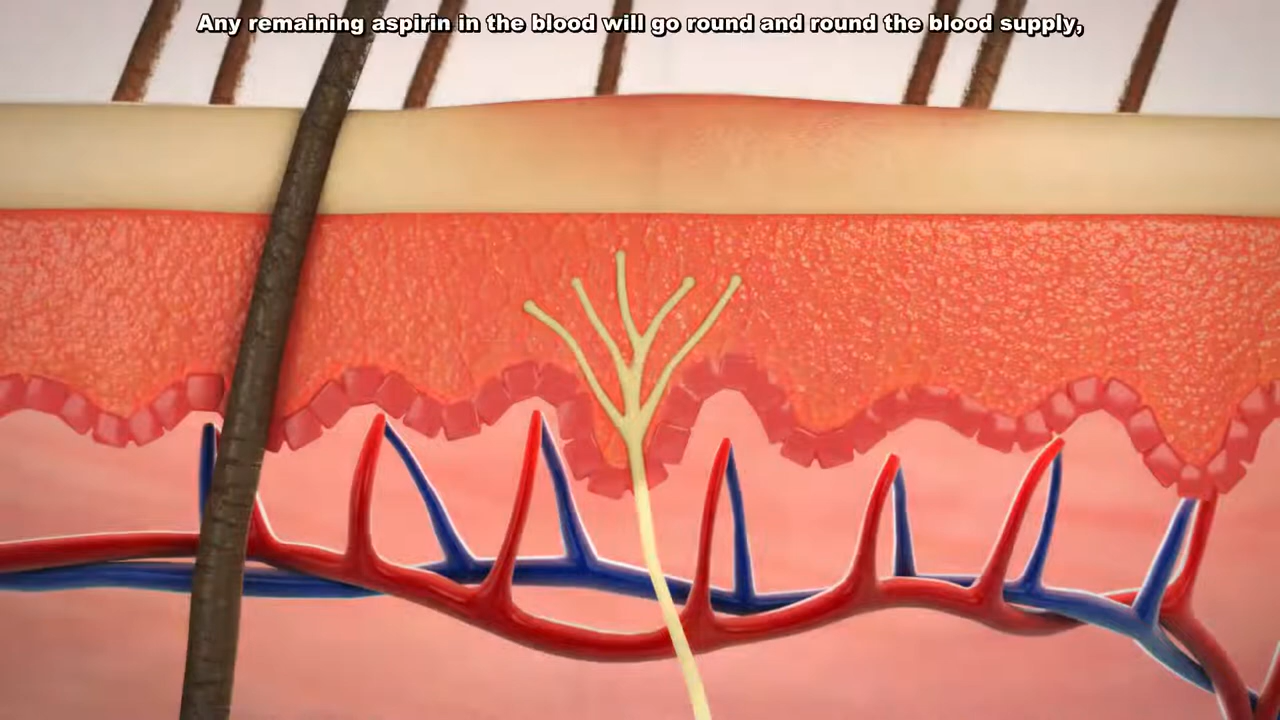 Any remaining aspirin in the blood will go round and round the blood supply,